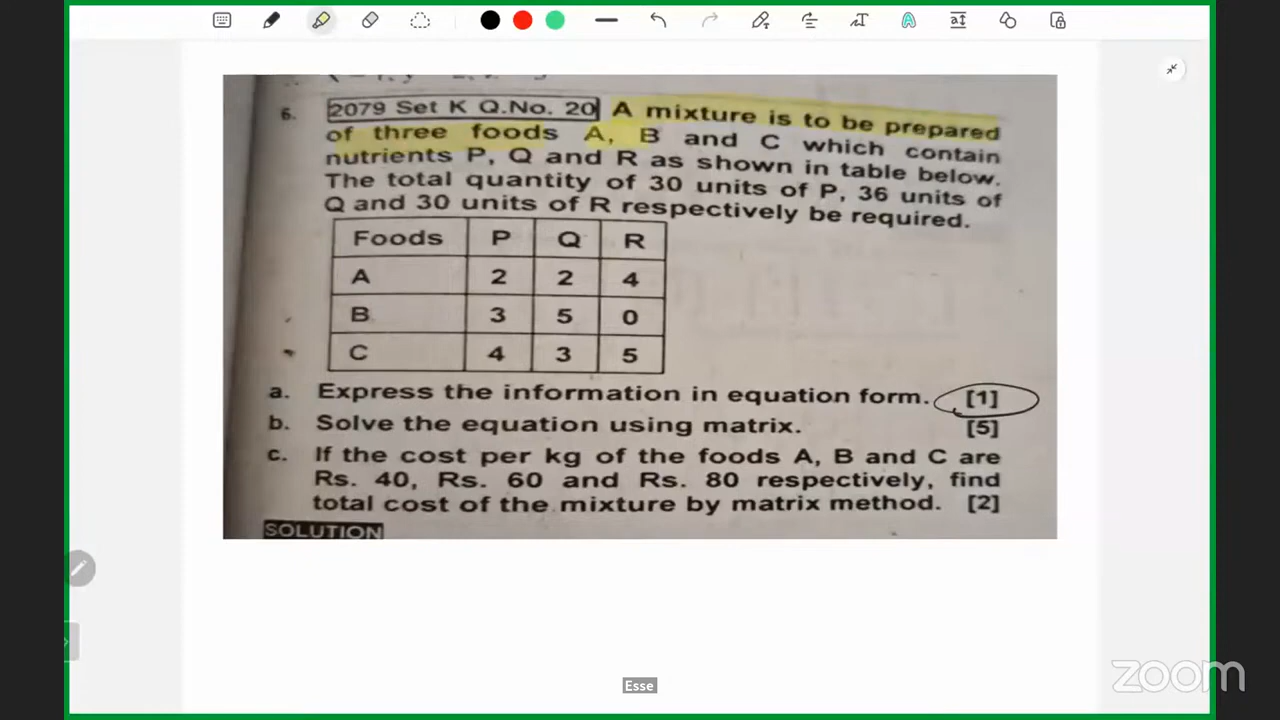 6. 2079 Set K Q.No. 20 A mixture is to be prepared
of three foods A, B and C which contain
nutrients P, Q and R as shown in table below.
The total quantity of 30 units of P, 36 units of
Q and 30 units of R respectively be required.
Foods P Q R
A 2 2 4
B 3 5 0
C 4 3 5
a. Express the information in equation form. [1]
b. Solve the equation using matrix. [5]
c. If the cost per kg of the foods A, B and C are
Rs. 40, Rs. 60 and Rs. 80 respectively, find
total cost of the mixture by matrix method. [2]
SOLUTION
Esse
zoom